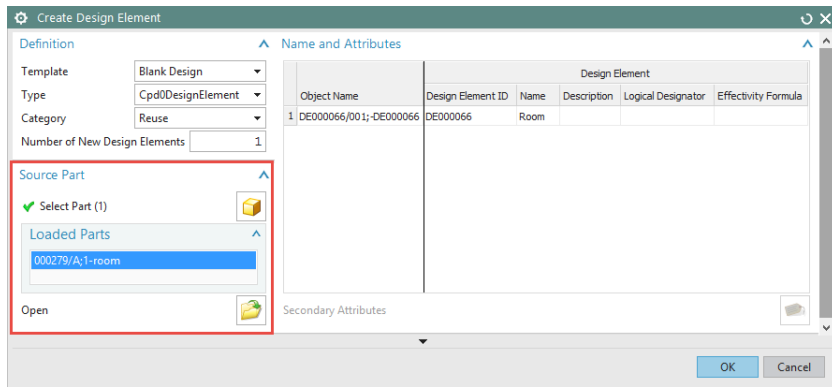 Create Design Element
Definition
Template Blank Design
Type Cpd0DesignElement
Category Reuse
Number of New Design Elements 1
Source Part
Select Part (1)
Loaded Parts
000279/A;1-room
Open
Name and Attributes
Design Element
Object Name Design Element ID Name Description Logical Designator Effectivity Formula
1 DE000066/001;-DE000066 DE000066 Room
Secondary Attributes
OK Cancel